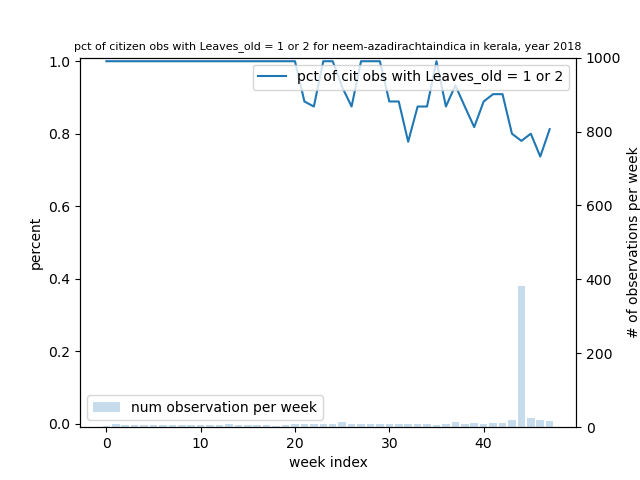 pct of citizen obs with Leaves_old = 1 or 2 for neem-azadirachtaindica in kerala, year 2018
pct of cit obs with Leaves_old = 1 or 2
num observation per week
percent
1.0
0.8
0.6
0.4
0.2
0.0
1000
800
600
400
200
0
# of observations per week
0 10 20 30 40
week index